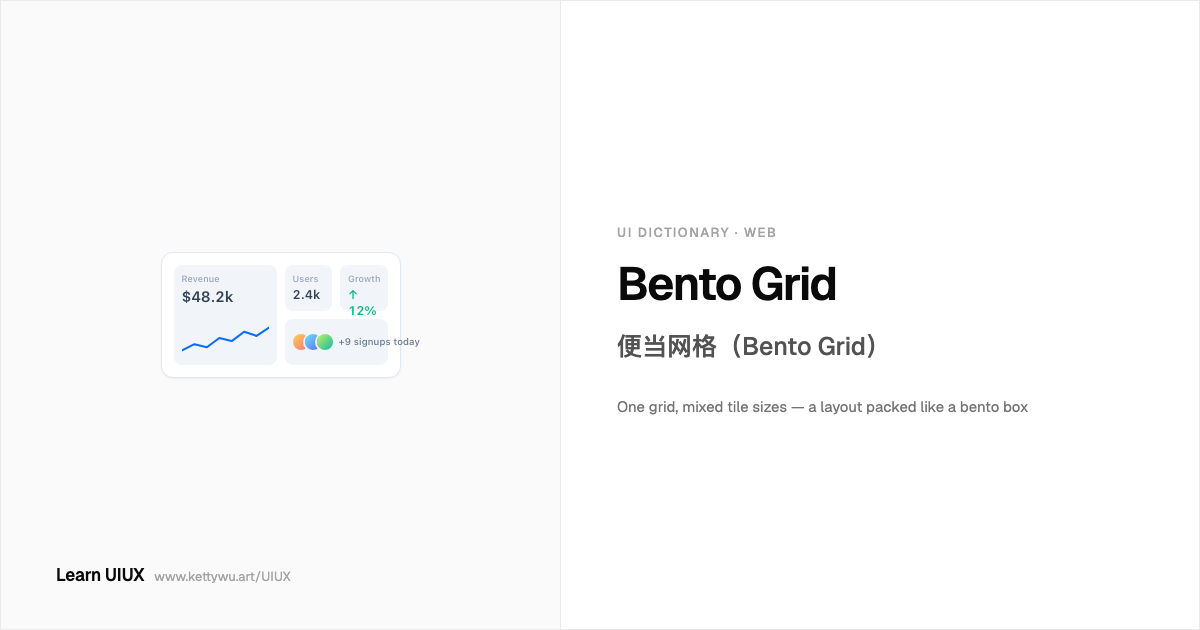 Revenue
$48.2k
Users
2.4k
Growth
↑
12%
+9 signups today
UI DICTIONARY · WEB
Bento Grid
便当网格（Bento Grid）
One grid, mixed tile sizes — a layout packed like a bento box
Learn UIUX www.kettywu.art/UIUX